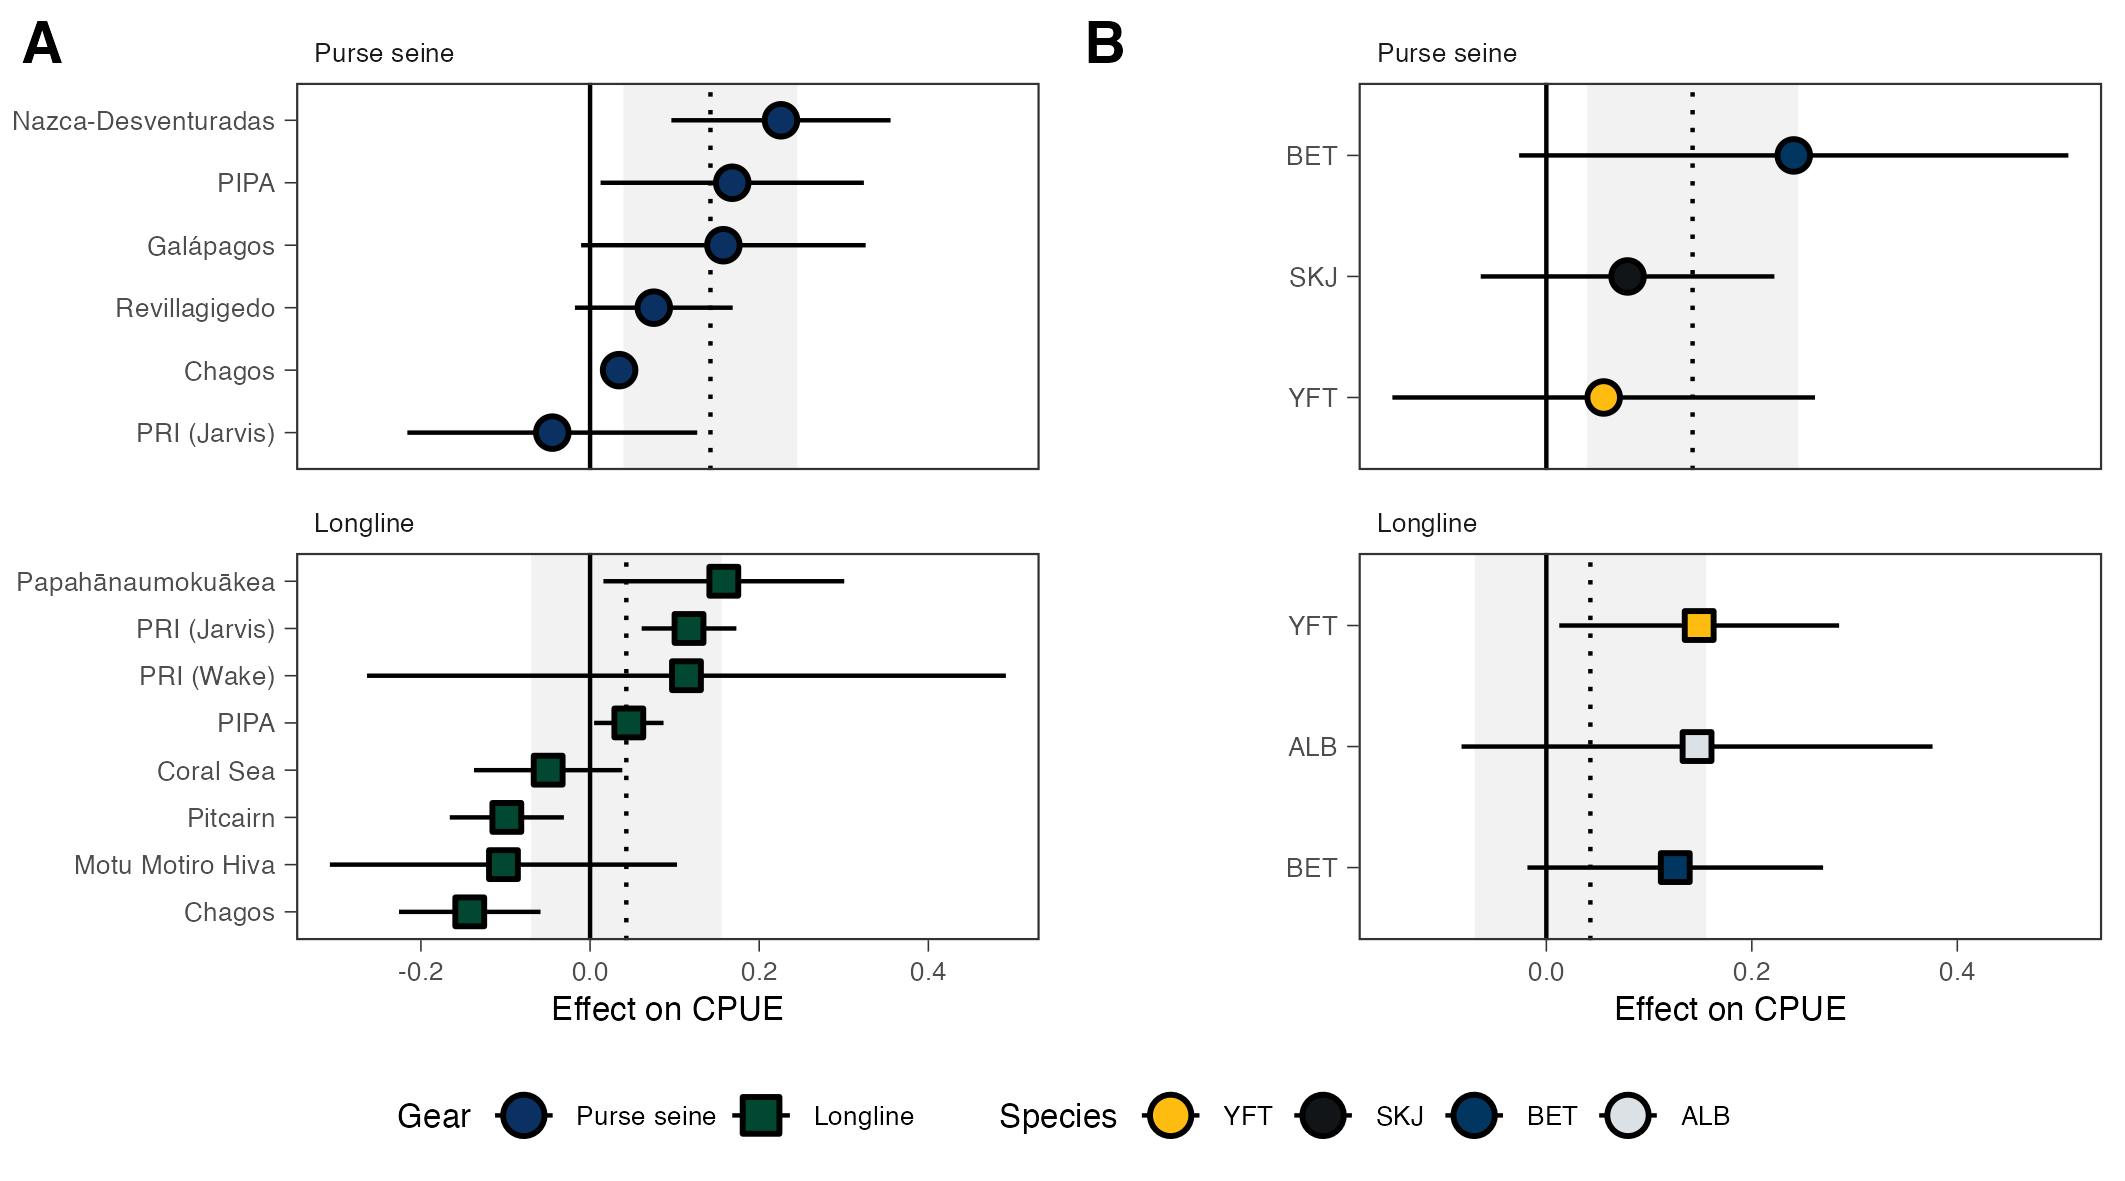 A
Purse seine
Nazca-Desventuradas
PIPA
Galápagos
Revillagigedo
Chagos
PRI (Jarvis)
Longline
Papahānaumokuākea
PRI (Jarvis)
PRI (Wake)
PIPA
Coral Sea
Pitcairn
Motu Motiro Hiva
Chagos
-0.2 0.0 0.2 0.4
Effect on CPUE
B
Purse seine
BET
SKJ
YFT
Longline
YFT
ALB
BET
0.0 0.2 0.4
Effect on CPUE
Gear Purse seine Longline Species YFT SKJ BET ALB